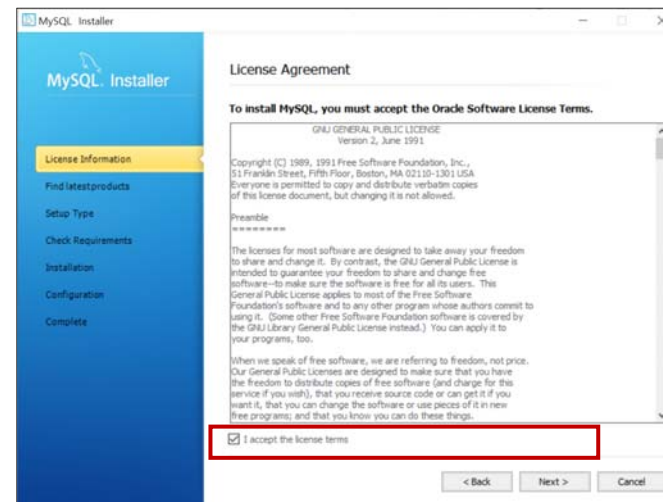 MySQL Installer
MySQL. Installer
License Information
Find latest products
Setup Type
Check Requirements
Installation
Configuration
Complete
License Agreement
To install MySQL, you must accept the Oracle Software License Terms.
GNU GENERAL PUBLIC LICENSE
Version 2, June 1991
Copyright (C) 1989, 1991 Free Software Foundation, Inc.,
51 Franklin Street, Fifth Floor, Boston, MA 02110-1301 USA
Everyone is permitted to copy and distribute verbatim copies
of this license document, but changing it is not allowed.
Preamble
========
The licenses for most software are designed to take away your freedom
to share and change it. By contrast, the GNU General Public License is
intended to guarantee your freedom to share and change free
software--to make sure the software is free for all its users. This
General Public License applies to most of the Free Software
Foundation's software and to any other program whose authors commit to
using it. (Some other Free Software Foundation software is covered by
the GNU Library General Public License instead.) You can apply it to
your programs, too.
When we speak of free software, we are referring to freedom, not price.
Our General Public Licenses are designed to make sure that you have
the freedom to distribute copies of free software (and charge for this
service if you wish), that you receive source code or can get it if you
want it, that you can change the software or use pieces of it in new
free programs; and that you know you can do these things.
I accept the license terms
< Back
Next >
Cancel